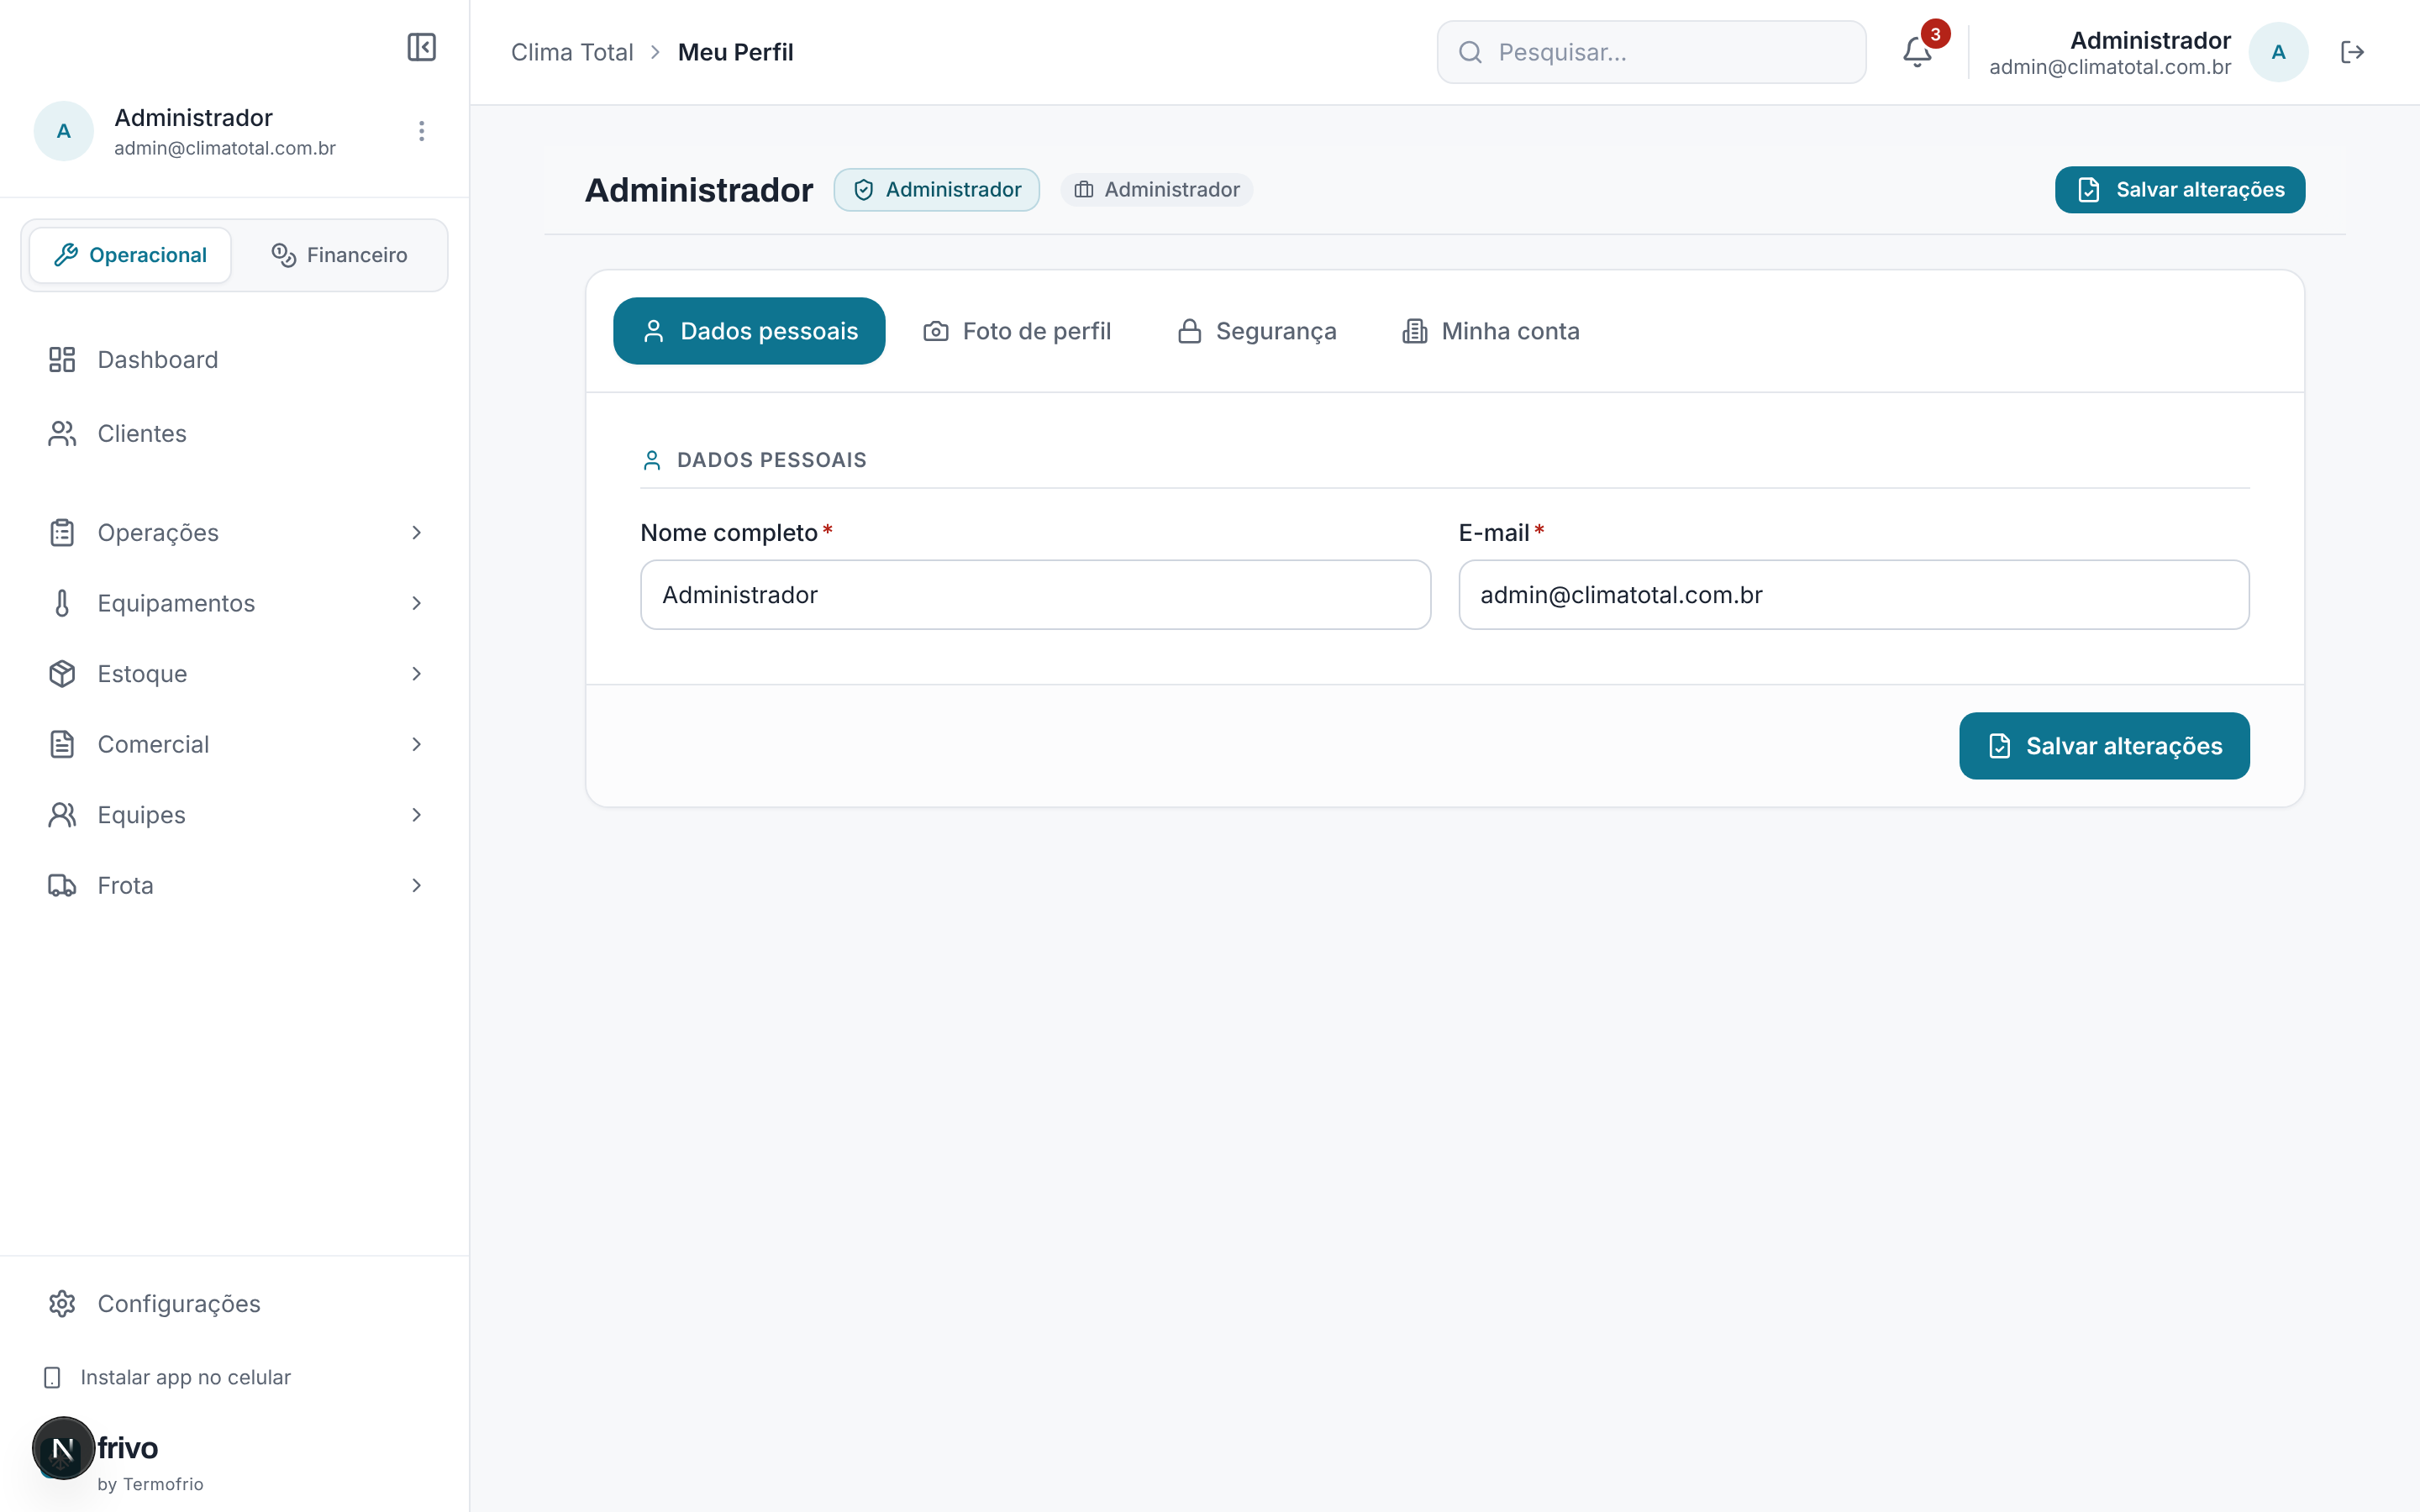 Clima Total > Meu Perfil
Pesquisar...
3
Administrador
admin@climatotal.com.br
A
A
Administrador
admin@climatotal.com.br
Operacional
Financeiro
Dashboard
Clientes
Operações
Equipamentos
Estoque
Comercial
Equipes
Frota
Configurações
Instalar app no celular
N
frivo
by Termofrio
Administrador
Administrador
Administrador
Salvar alterações
Dados pessoais
Foto de perfil
Segurança
Minha conta
DADOS PESSOAIS
Nome completo*
Administrador
E-mail*
admin@climatotal.com.br
Salvar alterações